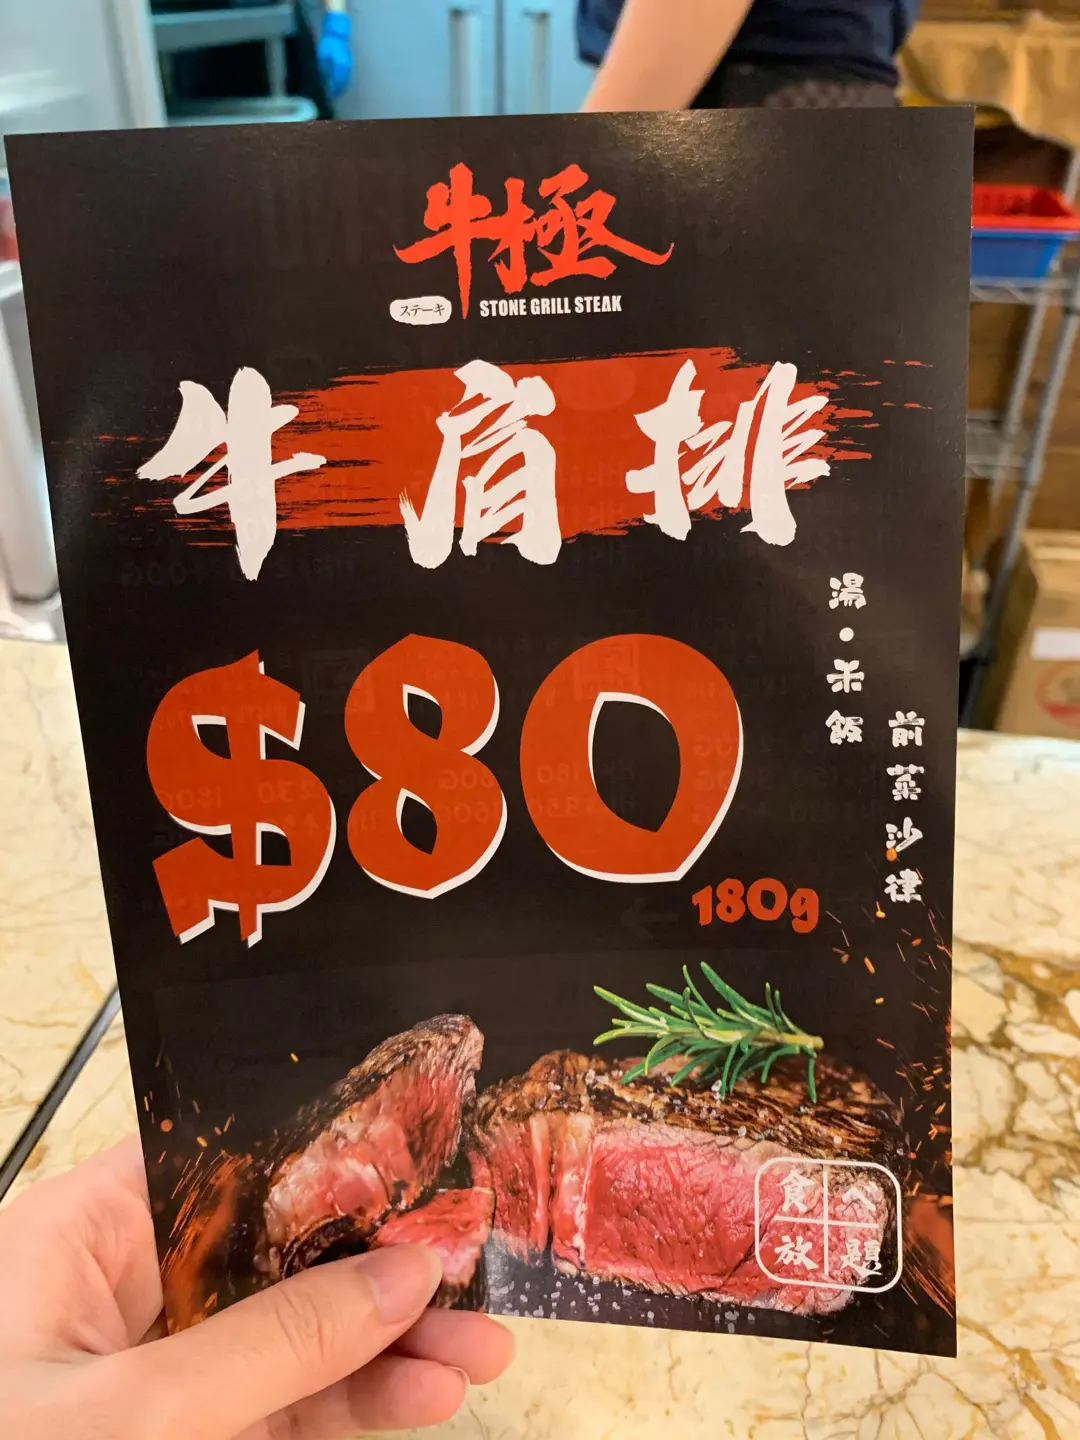 牛極
ステーキ STONE GRILL STEAK
牛肩排
$80
180g
湯・米飯
前菜沙律
食べ
放題